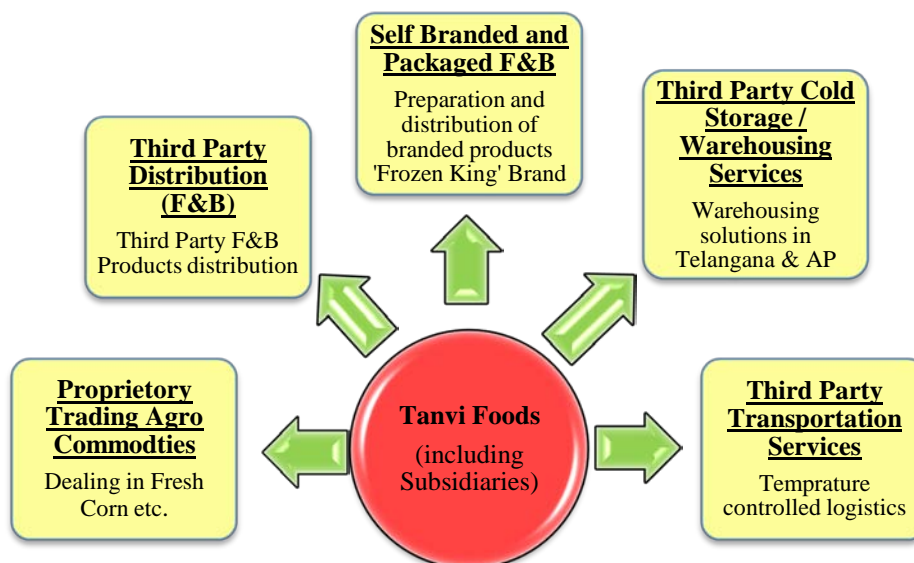 Self Branded and
Packaged F&B
Preparation and
distribution of
branded products
'Frozen King' Brand
Third Party Cold
Storage /
Warehousing
Services
Warehousing
solutions in
Telangana & AP
Third Party
Distribution
(F&B)
Third Party F&B
Products distribution
Proprietory
Trading Agro
Commodties
Dealing in Fresh
Corn etc.
Tanvi Foods
(including
Subsidiaries)
Third Party
Transportation
Services
Temprature
controlled logistics